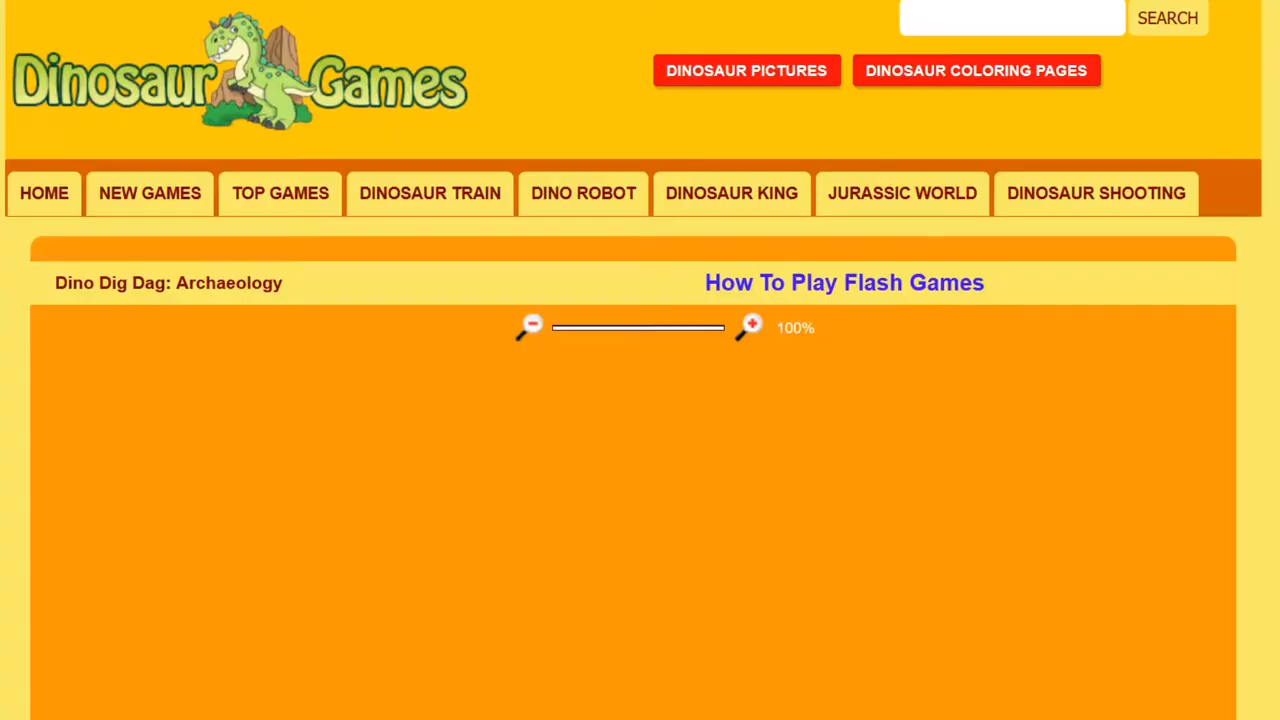 SEARCH
Dinosaur Games
DINOSAUR PICTURES DINOSAUR COLORING PAGES
HOME NEW GAMES TOP GAMES DINOSAUR TRAIN DINO ROBOT DINOSAUR KING JURASSIC WORLD DINOSAUR SHOOTING
Dino Dig Dag: Archaeology How To Play Flash Games
100%